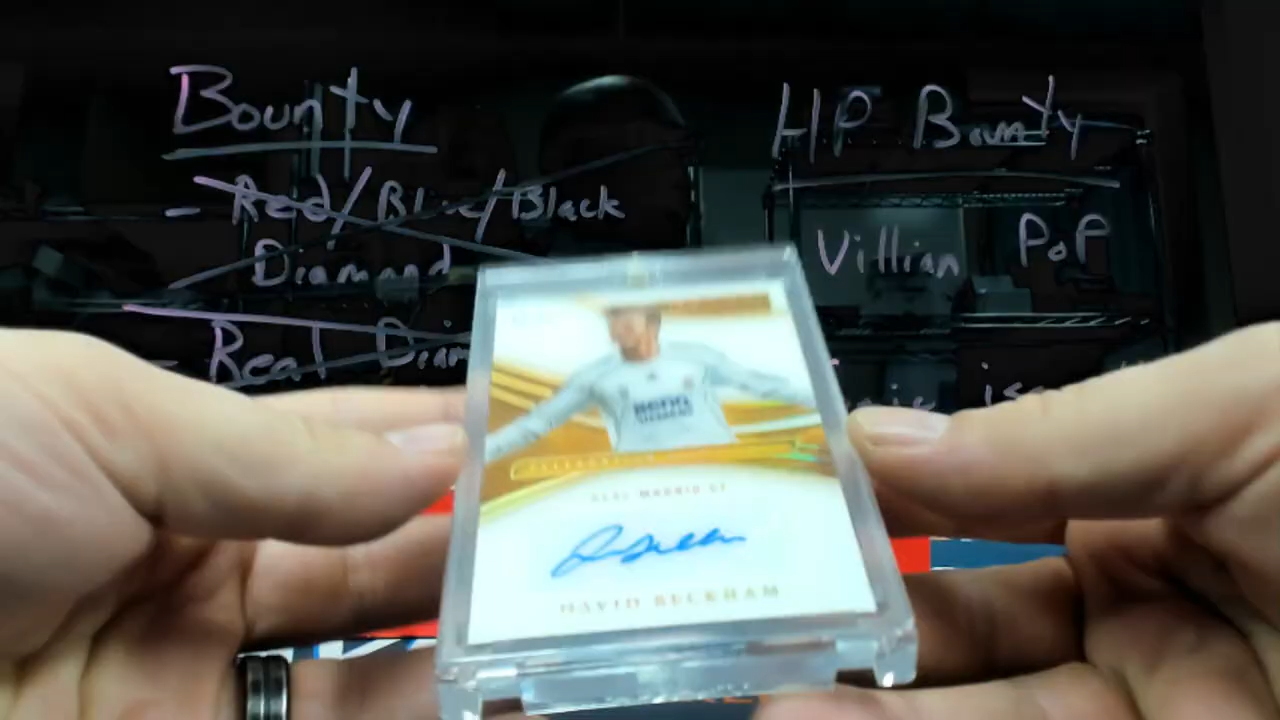 Bounty
- Red/Blue/Black
Diamond
- Real Diam
HP Bounty
Villian PoP
REAL MADRID CF
DAVID BECKHAM